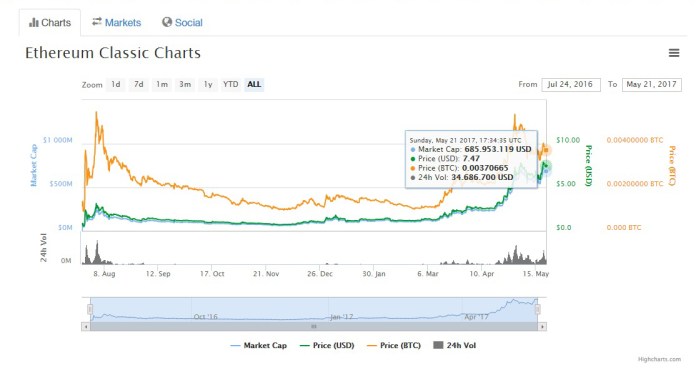 Charts Markets Social
Ethereum Classic Charts
Zoom 1d 7d 1m 3m 1y YTD ALL From Jul 24, 2016 To May 21, 2017
Market Cap
$1 000M
$500M
$0M
24h Vol
0M
Sunday, May 21 2017, 17:34:35 UTC
Market Cap: 685.953.119 USD
Price (USD): 7.47
Price (BTC): 0.00370665
24h Vol: 34.686.700 USD
$10.00
$5.00
$0.0
Price (USD)
0.00400000 BTC
0.00200000 BTC
0.000 BTC
Price (BTC)
8. Aug 12. Sep 17. Oct 21. Nov 26. Dec 30. Jan 6. Mar 10. Apr 15. May
Oct '16 Jan '17 Apr '17
Market Cap Price (USD) Price (BTC) 24h Vol
Highcharts.com